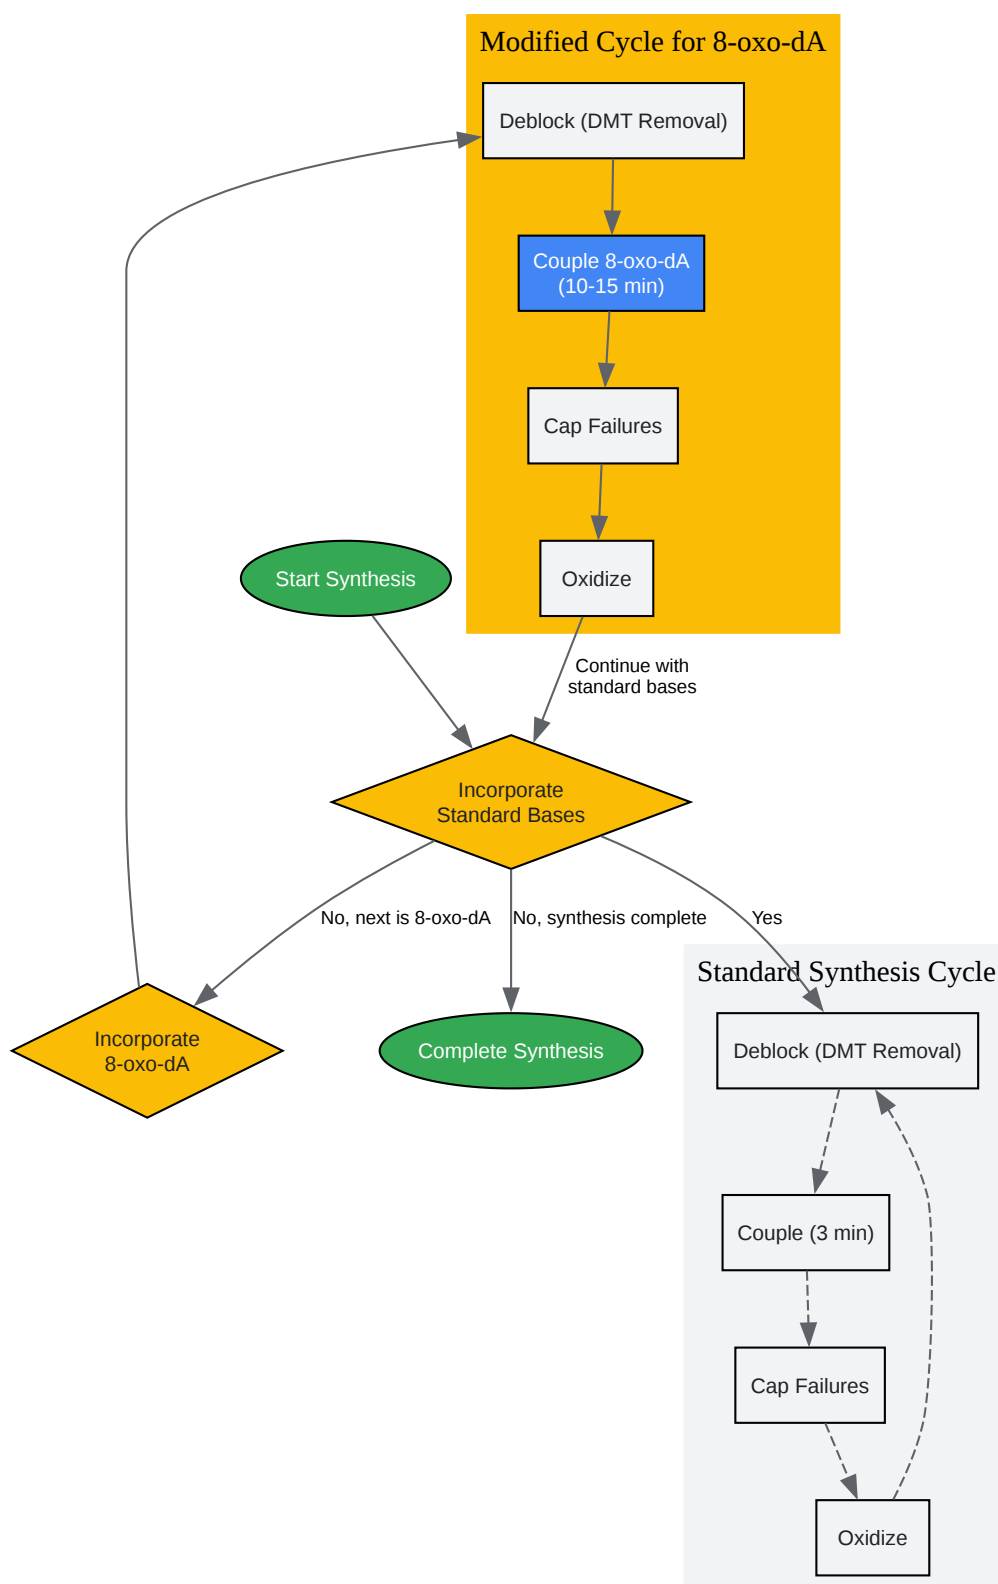 Modified Cycle for 8-oxo-dA
Deblock (DMT Removal)
Couple 8-oxo-dA
(10-15 min)
Cap Failures
Oxidize
Start Synthesis
Continue with
standard bases
Incorporate
Standard Bases
No, next is 8-oxo-dA
No, synthesis complete
Yes
Incorporate
8-oxo-dA
Complete Synthesis
Standard Synthesis Cycle
Deblock (DMT Removal)
Couple (3 min)
Cap Failures
Oxidize